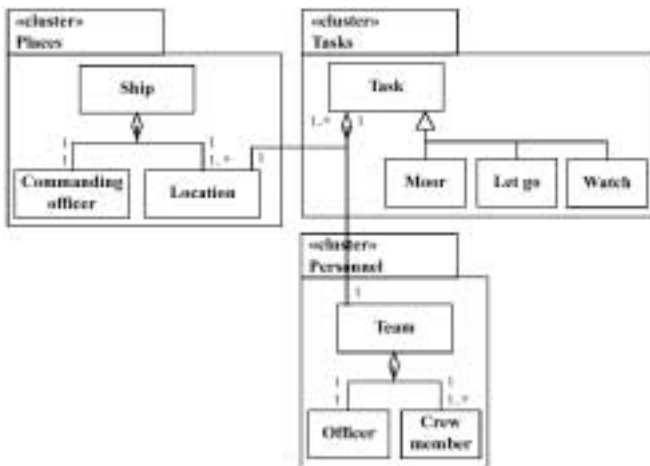 «cluster»
Places
Ship
1 1
1 1..*
Commanding
officer
Location
1
«cluster»
Tasks
Task
1..* 1
Moor
Let go
Watch
«cluster»
Personnel
1
Team
1 1
1 1..*
Officer
Crew
member